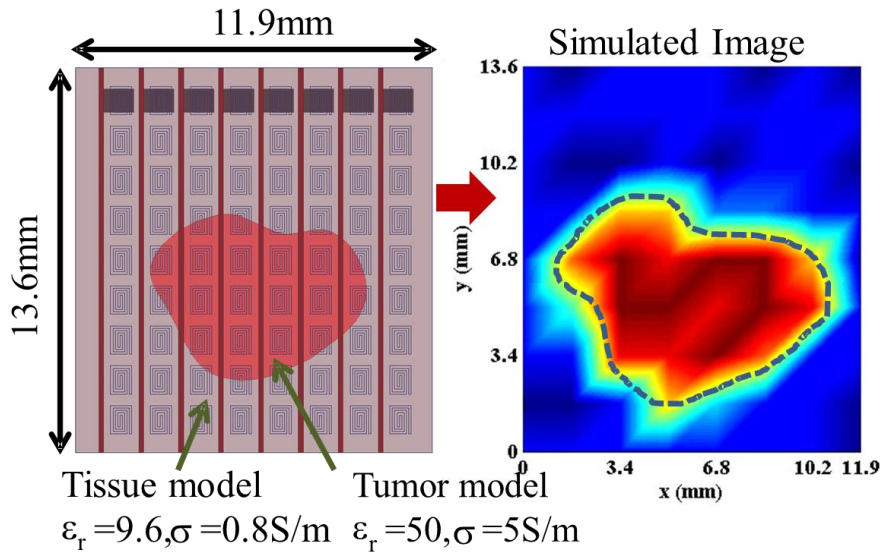 11.9mm
13.6mm
Simulated Image
13.6
10.2
6.8
3.4
0
y (mm)
0 3.4 6.8 10.2 11.9
x (mm)
Tissue model
εr =9.6,σ =0.8S/m
Tumor model
εr =50,σ =5S/m